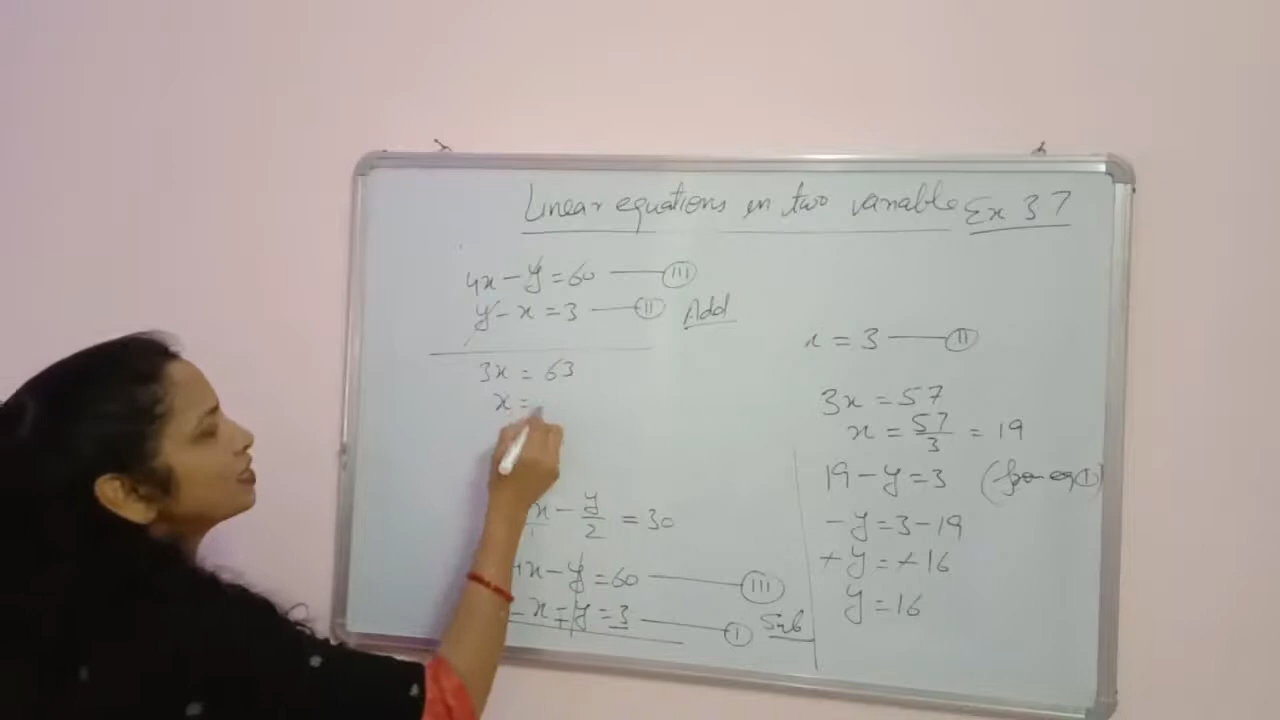 Linear equations in two variable Ex 3 7
4x - y = 60 — III
y - x = 3 — II Add
3x = 63
x =
x - y/2 = 30
4x - y = 60 — III
- x - y = 3 — I Sub
x = 3 — II
3x = 57
x = 57/3 = 19
19 - y = 3 (from eq I)
- y = 3 - 19
+ y = + 16
y = 16